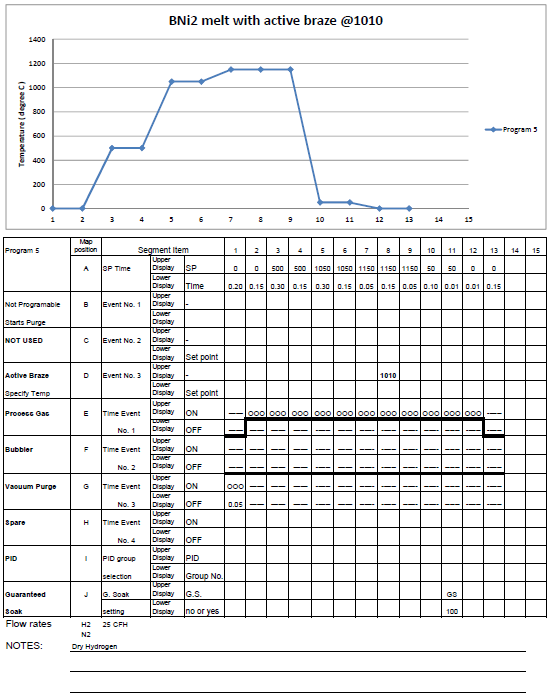 BNi2 melt with active braze @1010
Temperature ( degree C)
1400
1200
1000
800
600
400
200
0
1 2 3 4 5 6 7 8 9 10 11 12 13 14 15
Program 5
Program 5 Map position Segment Item 1 2 3 4 5 6 7 8 9 10 11 12 13 14 15
A SP Time Upper Display SP 0 0 500 500 1050 1050 1150 1150 1150 50 50 0 0
Lower Display Time 0.20 0.15 0.30 0.15 0.30 0.15 0.05 0.15 0.05 0.10 0.01 0.01 0.15
Not Programable B Event No. 1 Upper Display -
Starts Purge Lower Display
NOT USED C Event No. 2 Upper Display -
Lower Display Set point
Active Braze D Event No. 3 Upper Display - 1010
Specify Temp Lower Display Set point
Process Gas E Time Event Upper Display ON ----- OOO OOO OOO OOO OOO OOO OOO OOO OOO OOO OOO -----
No. 1 Lower Display OFF ----- ----- ----- ----- ----- ----- ----- ----- ----- ----- ----- ----- -----
Bubbler F Time Event Upper Display ON ----- ----- ----- ----- ----- ----- ----- ----- ----- ----- ----- ----- -----
No. 2 Lower Display OFF ----- ----- ----- ----- ----- ----- ----- ----- ----- ----- ----- ----- -----
Vacuum Purge G Time Event Upper Display ON OOO ----- ----- ----- ----- ----- ----- ----- ----- ----- ----- ----- -----
No. 3 Lower Display OFF 0.05 ----- ----- ----- ----- ----- ----- ----- ----- ----- ----- ----- -----
Spare H Time Event Upper Display ON
No. 4 Lower Display OFF
PID I PID group Upper Display PID
selection Lower Display Group No.
Guaranteed J G. Soak Upper Display G.S. GS
Soak setting Lower Display no or yes 100
Flow rates H2 25 CFH
N2
NOTES: Dry Hydrogen